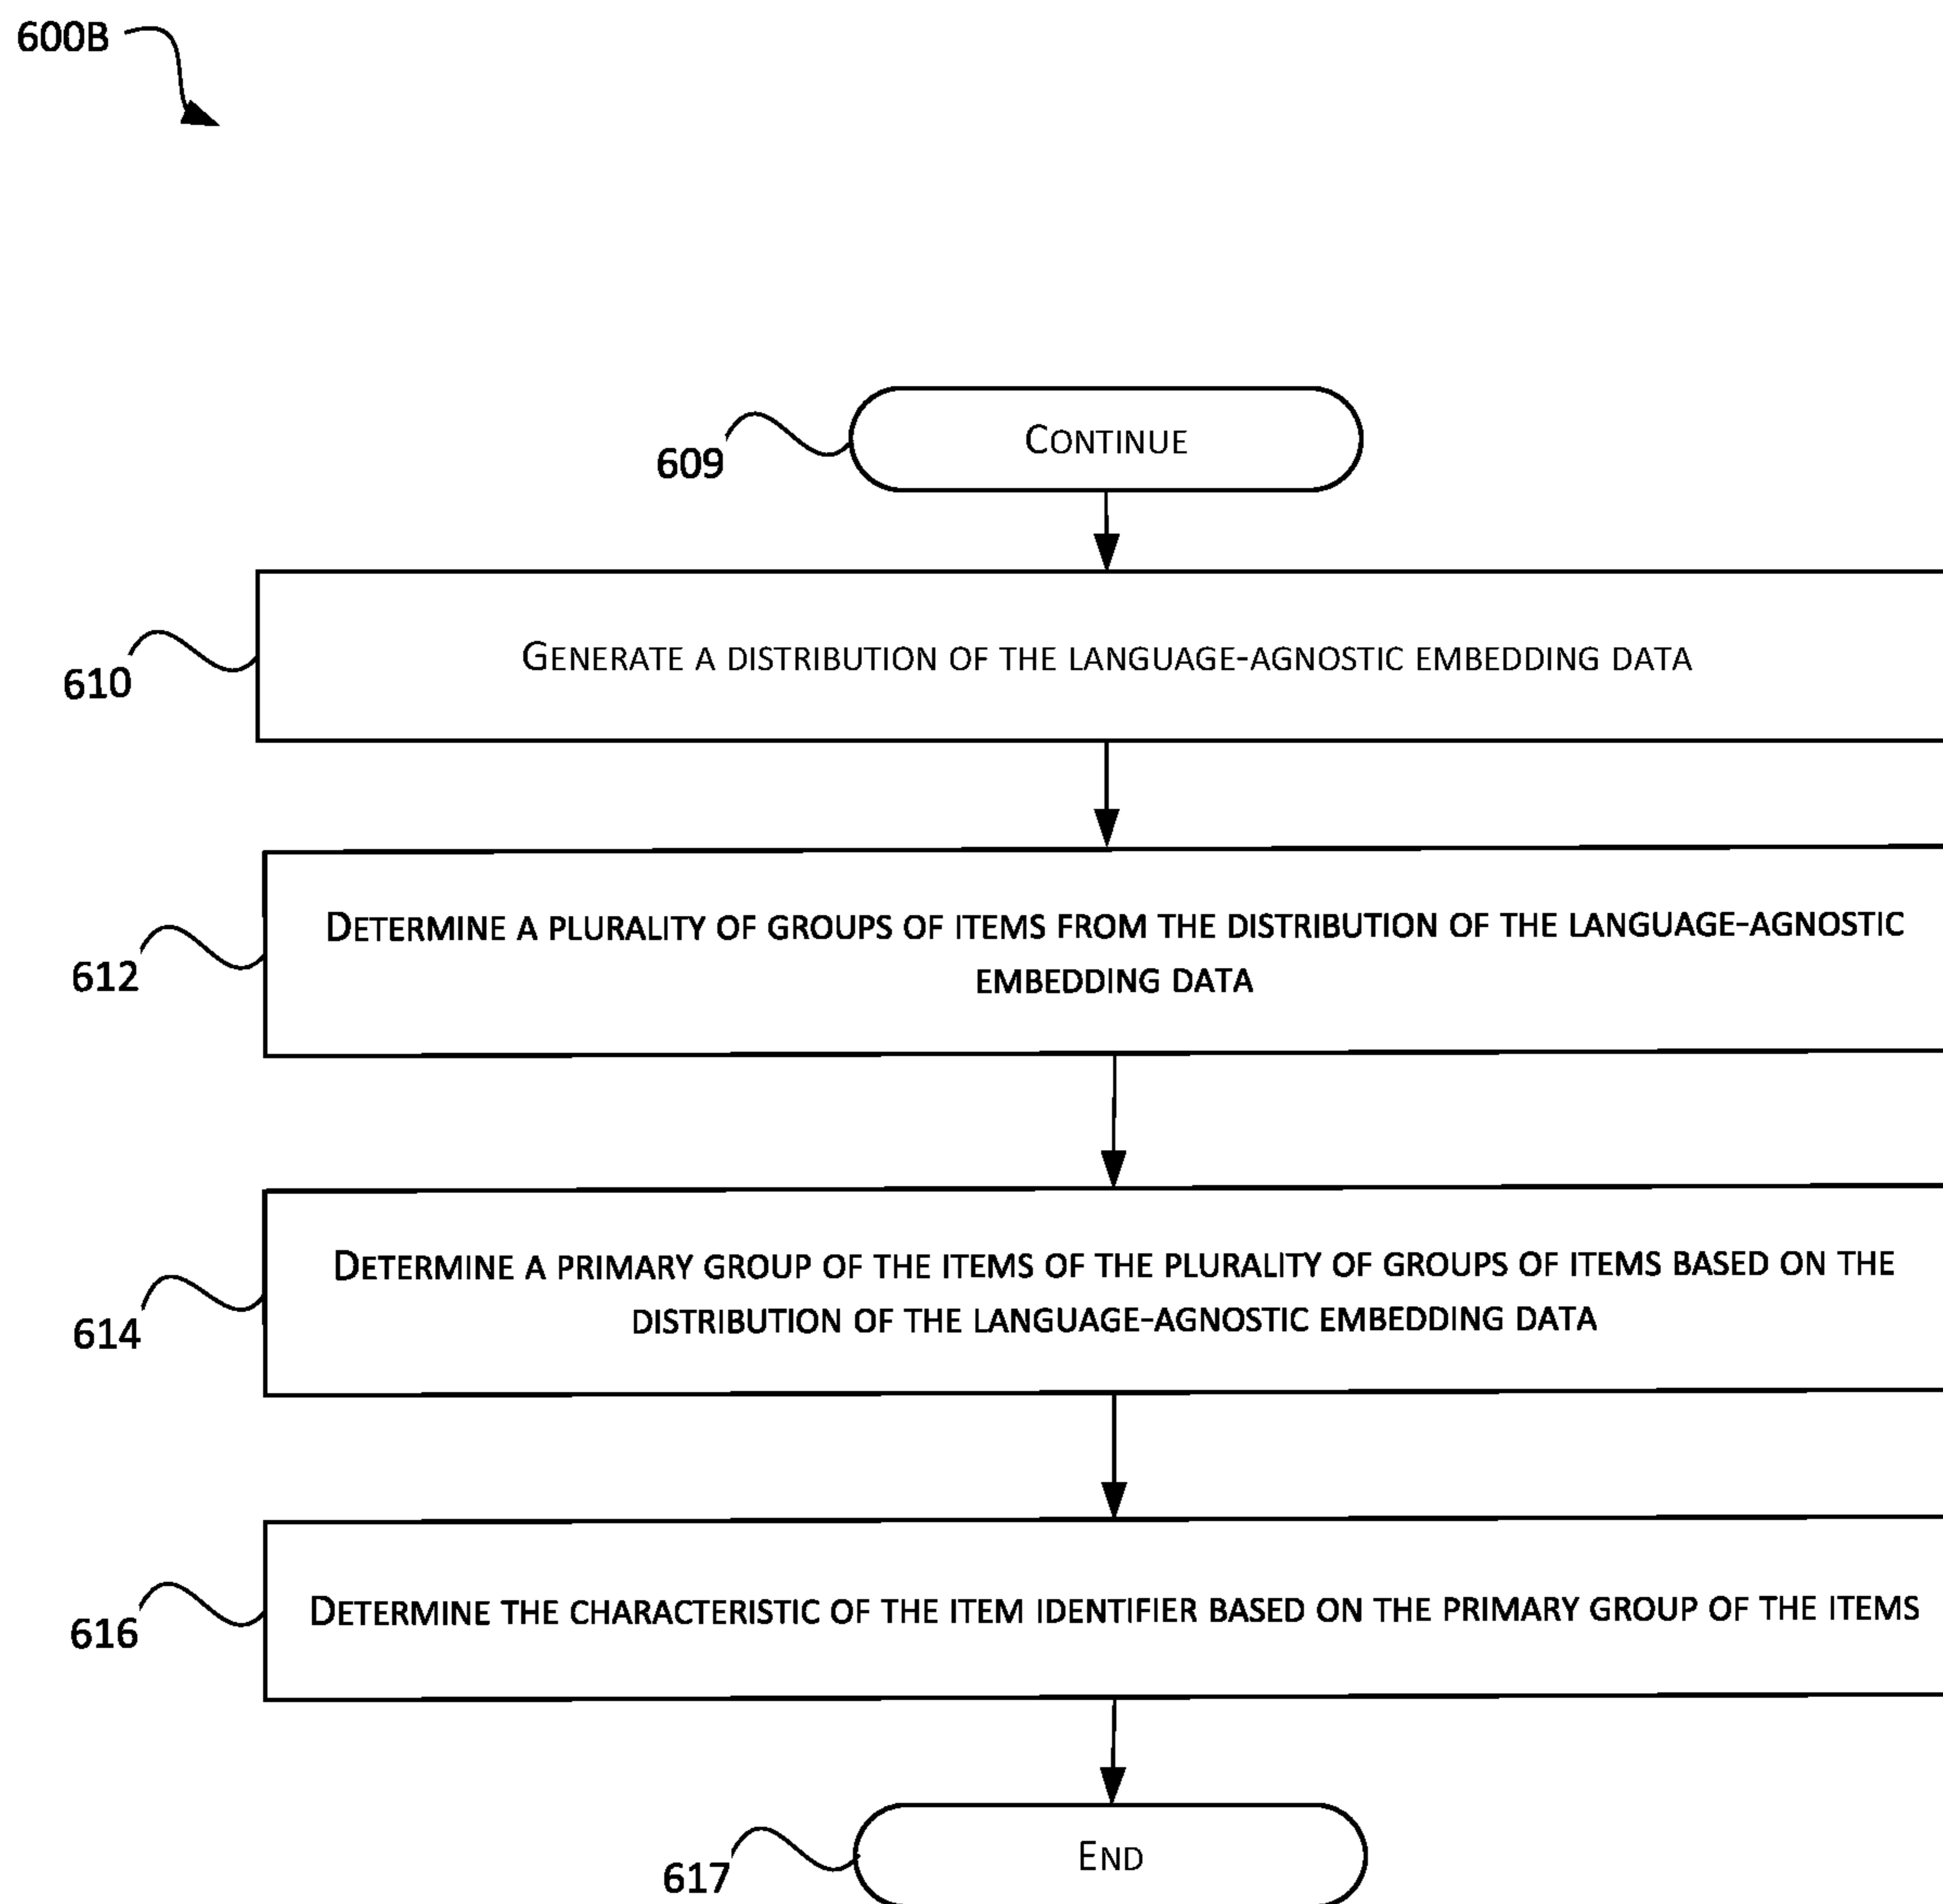 600B
CONTINUE
609
GENERATE A DISTRIBUTION OF THE LANGUAGE-AGNOSTIC EMBEDDING DATA
610
DETERMINE A PLURALITY OF GROUPS OF ITEMS FROM THE DISTRIBUTION OF THE LANGUAGE-AGNOSTIC
EMBEDDING DATA
612
DETERMINE A PRIMARY GROUP OF THE ITEMS OF THE PLURALITY OF GROUPS OF ITEMS BASED ON THE
DISTRIBUTION OF THE LANGUAGE-AGNOSTIC EMBEDDING DATA
614
DETERMINE THE CHARACTERISTIC OF THE ITEM IDENTIFIER BASED ON THE PRIMARY GROUP OF THE ITEMS
616
END
617